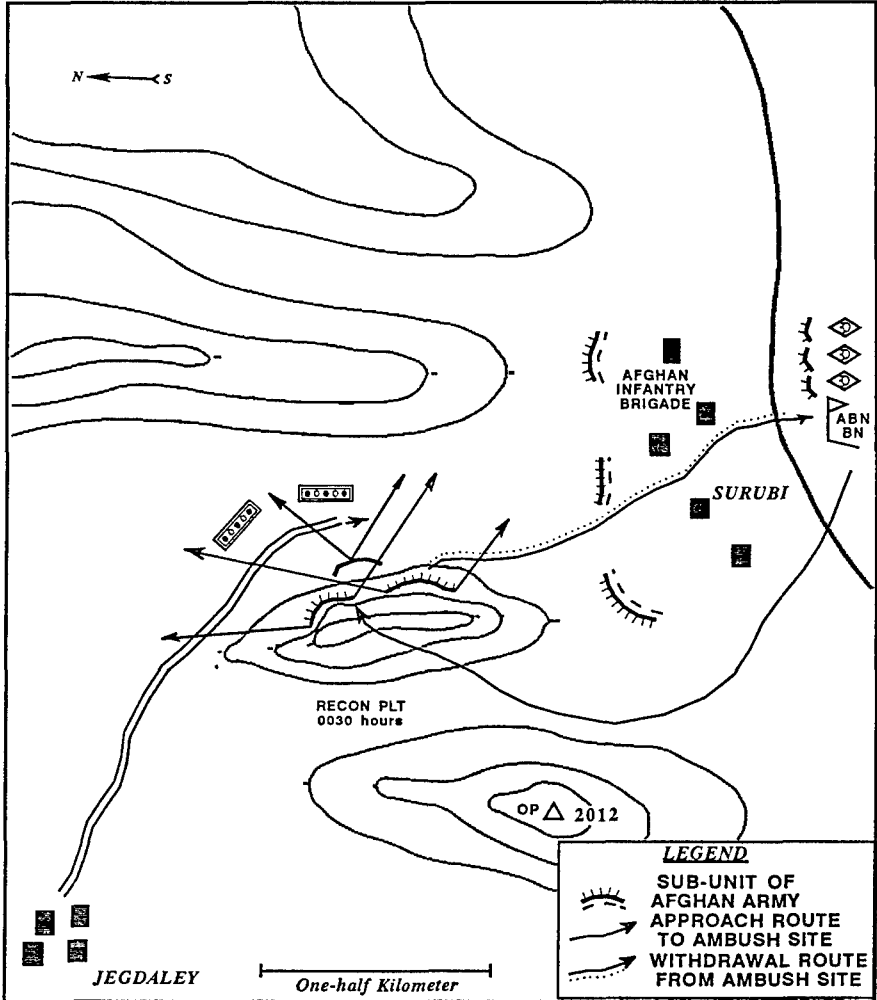 N S
AFGHAN
INFANTRY
BRIGADE
ABN
BN
SURUBI
RECON PLT
0030 hours
OP 2012
LEGEND
SUB-UNIT OF
AFGHAN ARMY
APPROACH ROUTE
TO AMBUSH SITE
WITHDRAWAL ROUTE
FROM AMBUSH SITE
JEGDALEY
One-half Kilometer